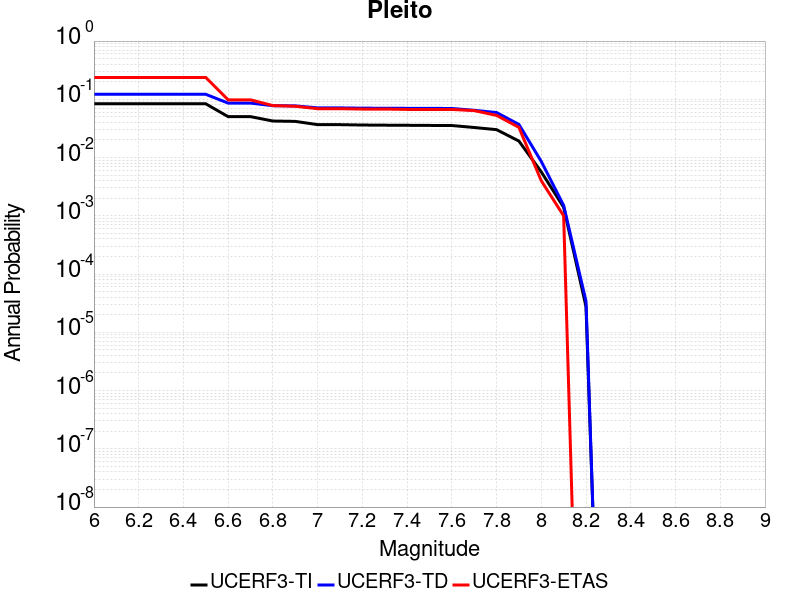 Pleito
10^0
10^-1
10^-2
10^-3
10^-4
10^-5
10^-6
10^-7
10^-8
Annual Probability
6 6.2 6.4 6.6 6.8 7 7.2 7.4 7.6 7.8 8 8.2 8.4 8.6 8.8 9
Magnitude
UCERF3-TI UCERF3-TD UCERF3-ETAS